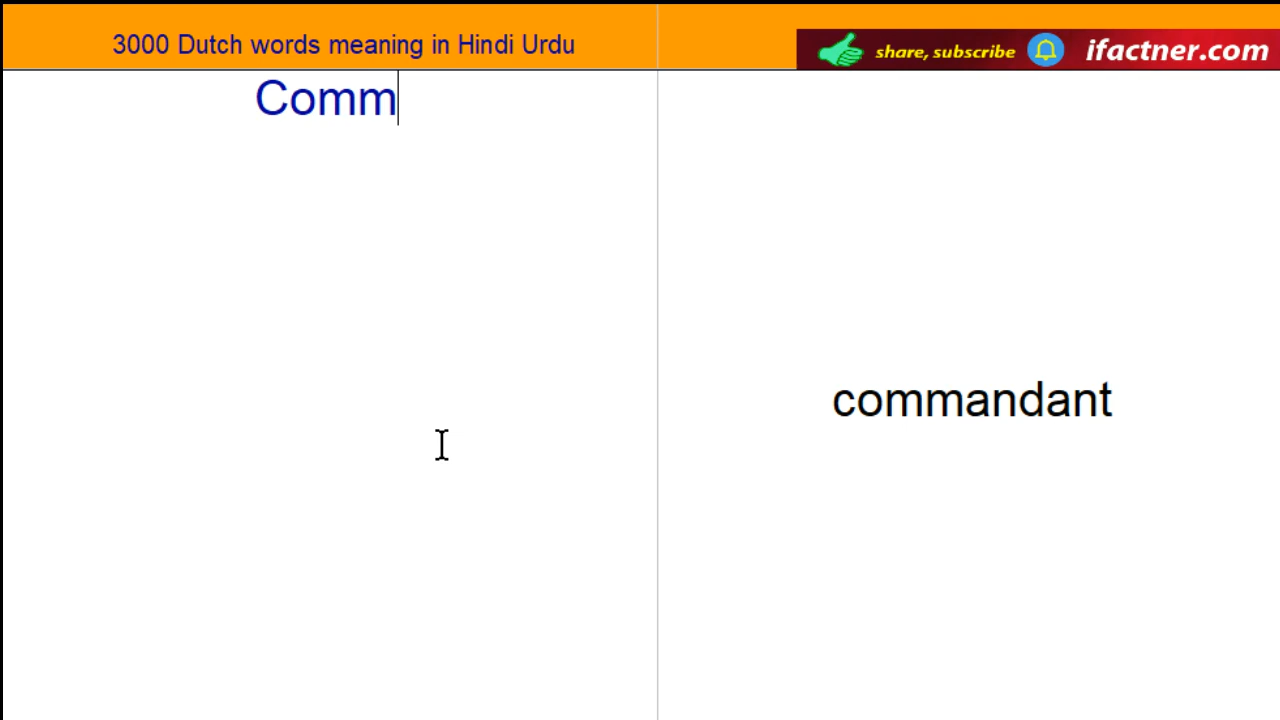 3000 Dutch words meaning in Hindi Urdu
share, subscribe
ifactner.com
Comm
commandant